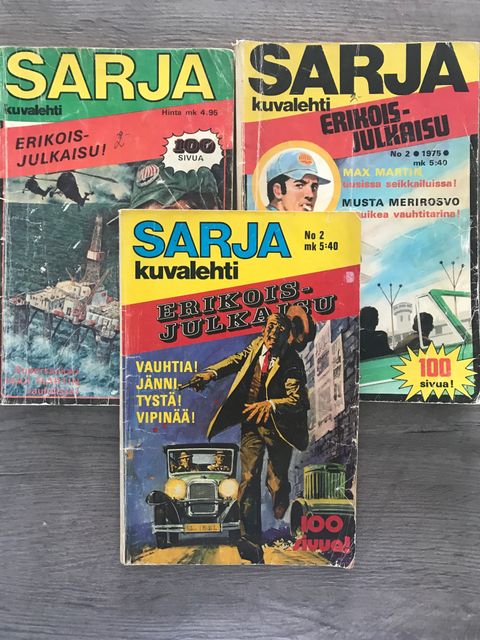 SARJA
kuvalehti
Hinta mk 4.95
ERIKOIS-
JULKAISU!
2-
100
SIVUA
SARJA
kuvalehti
ERIKOIS-
JULKAISU
No 2 • 1975 •
mk 5:40
MAX MARTIN
uusissa seikkailuissa!
MUSTA MERIROSVO
uikea vauhtitarina!
100
sivua!
SARJA
kuvalehti
No 2
mk 5:40
ERIKOIS-
JULKAISU
VAUHTIA!
JÄNNI-
TYSTÄ!
VIPINÄÄ!
100
sivua!